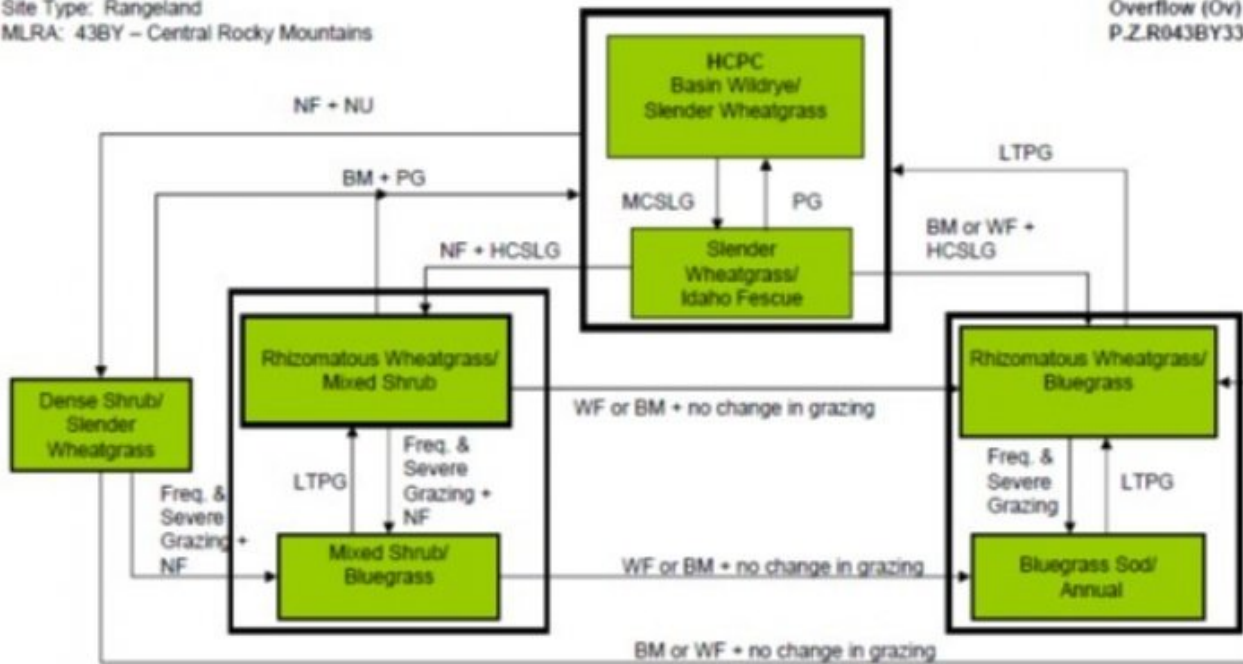 Site Type: Rangeland
MLRA: 43BY – Central Rocky Mountains
Overflow (Ov)
P.Z.R043BY33
HCPC
Basin Wildrye/
Slender Wheatgrass
NF + NU
BM + PG
MCSLG
PG
LTPG
BM or WF +
HCSLG
NF + HCSLG
Slender
Wheatgrass/
Idaho Fescue
Rhizomatous Wheatgrass/
Mixed Shrub
Rhizomatous Wheatgrass/
Bluegrass
Dense Shrub/
Slender
Wheatgrass
WF or BM + no change in grazing
LTPG
Freq. &
Severe
Grazing +
NF
Freq. &
Severe
Grazing
LTPG
Freq. &
Severe
Grazing +
NF
Mixed Shrub/
Bluegrass
WF or BM + no change in grazing
Bluegrass Sod/
Annual
BM or WF + no change in grazing